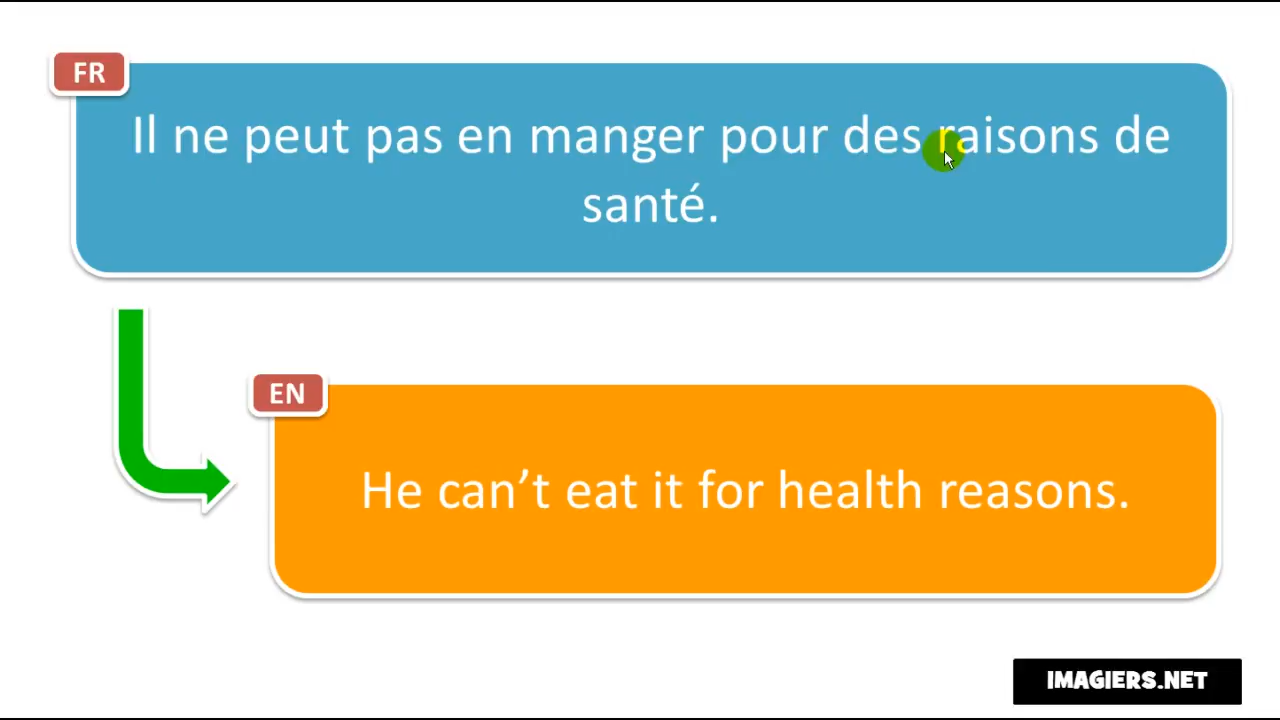 FR
Il ne peut pas en manger pour des raisons de
santé.
EN
He can’t eat it for health reasons.
IMAGIERS.NET